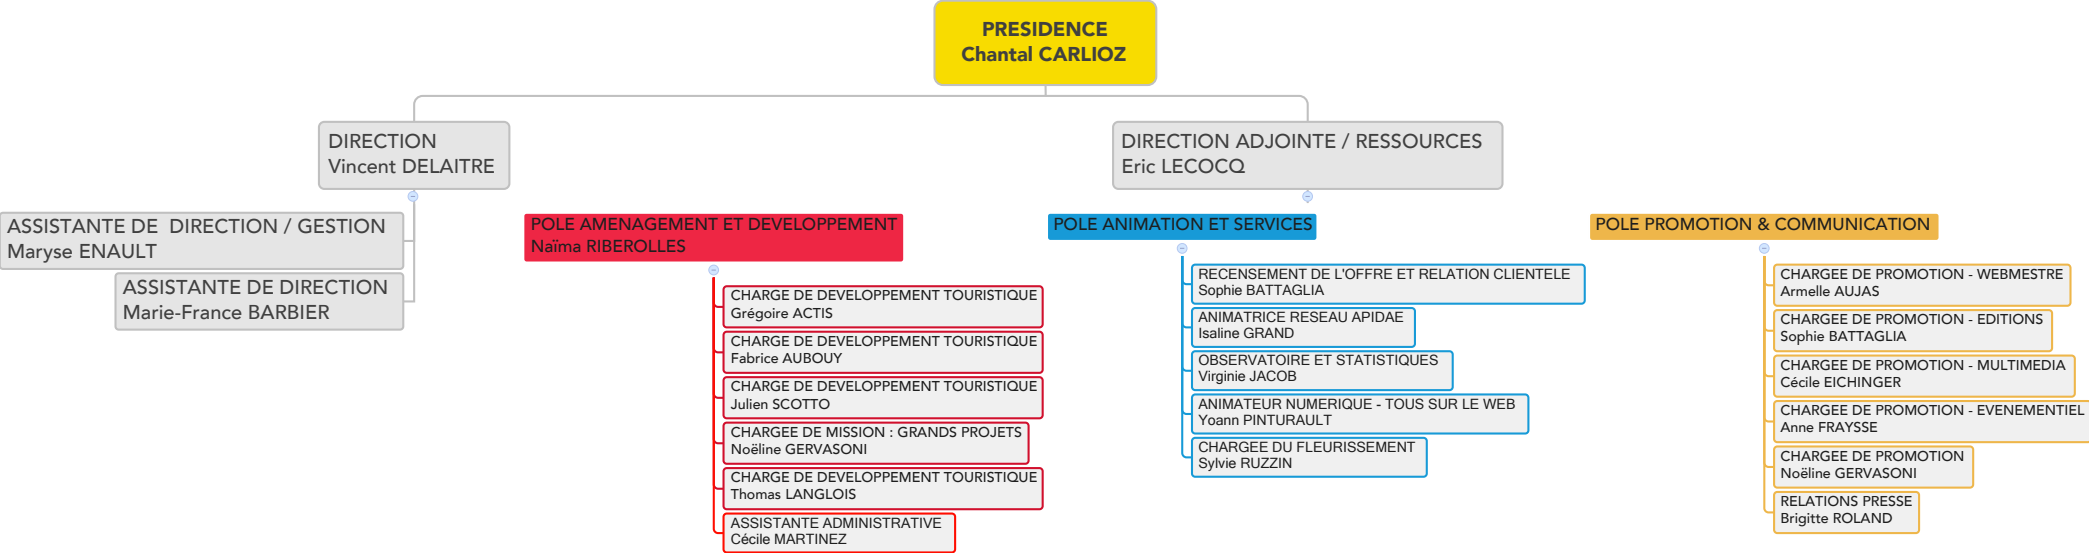 PRESIDENCE
Chantal CARLIOZ
DIRECTION
Vincent DELAITRE
DIRECTION ADJOINTE / RESSOURCES
Eric LECOCQ
ASSISTANTE DE  DIRECTION / GESTION
Maryse ENAULT
ASSISTANTE DE DIRECTION
Marie-France BARBIER
POLE AMENAGEMENT ET DEVELOPPEMENT
Naïma RIBEROLLES
CHARGE DE DEVELOPPEMENT TOURISTIQUE
Grégoire ACTIS
CHARGE DE DEVELOPPEMENT TOURISTIQUE
Fabrice AUBOUY
CHARGE DE DEVELOPPEMENT TOURISTIQUE
Julien SCOTTO
CHARGEE DE MISSION : GRANDS PROJETS
Noëline GERVASONI
CHARGE DE DEVELOPPEMENT TOURISTIQUE
Thomas LANGLOIS
ASSISTANTE ADMINISTRATIVE
Cécile MARTINEZ
POLE ANIMATION ET SERVICES
RECENSEMENT DE L'OFFRE ET RELATION CLIENTELE
Sophie BATTAGLIA
ANIMATRICE RESEAU APIDAE
Isaline GRAND
OBSERVATOIRE ET STATISTIQUES
Virginie JACOB
ANIMATEUR NUMERIQUE - TOUS SUR LE WEB
Yoann PINTURAULT
CHARGEE DU FLEURISSEMENT
Sylvie RUZZIN
POLE PROMOTION & COMMUNICATION
CHARGEE DE PROMOTION - WEBMESTRE
Armelle AUJAS
CHARGEE DE PROMOTION - EDITIONS
Sophie BATTAGLIA
CHARGEE DE PROMOTION - MULTIMEDIA
Cécile EICHINGER
CHARGEE DE PROMOTION - EVENEMENTIEL
Anne FRAYSSE
CHARGEE DE PROMOTION
Noëline GERVASONI
RELATIONS PRESSE
Brigitte ROLAND